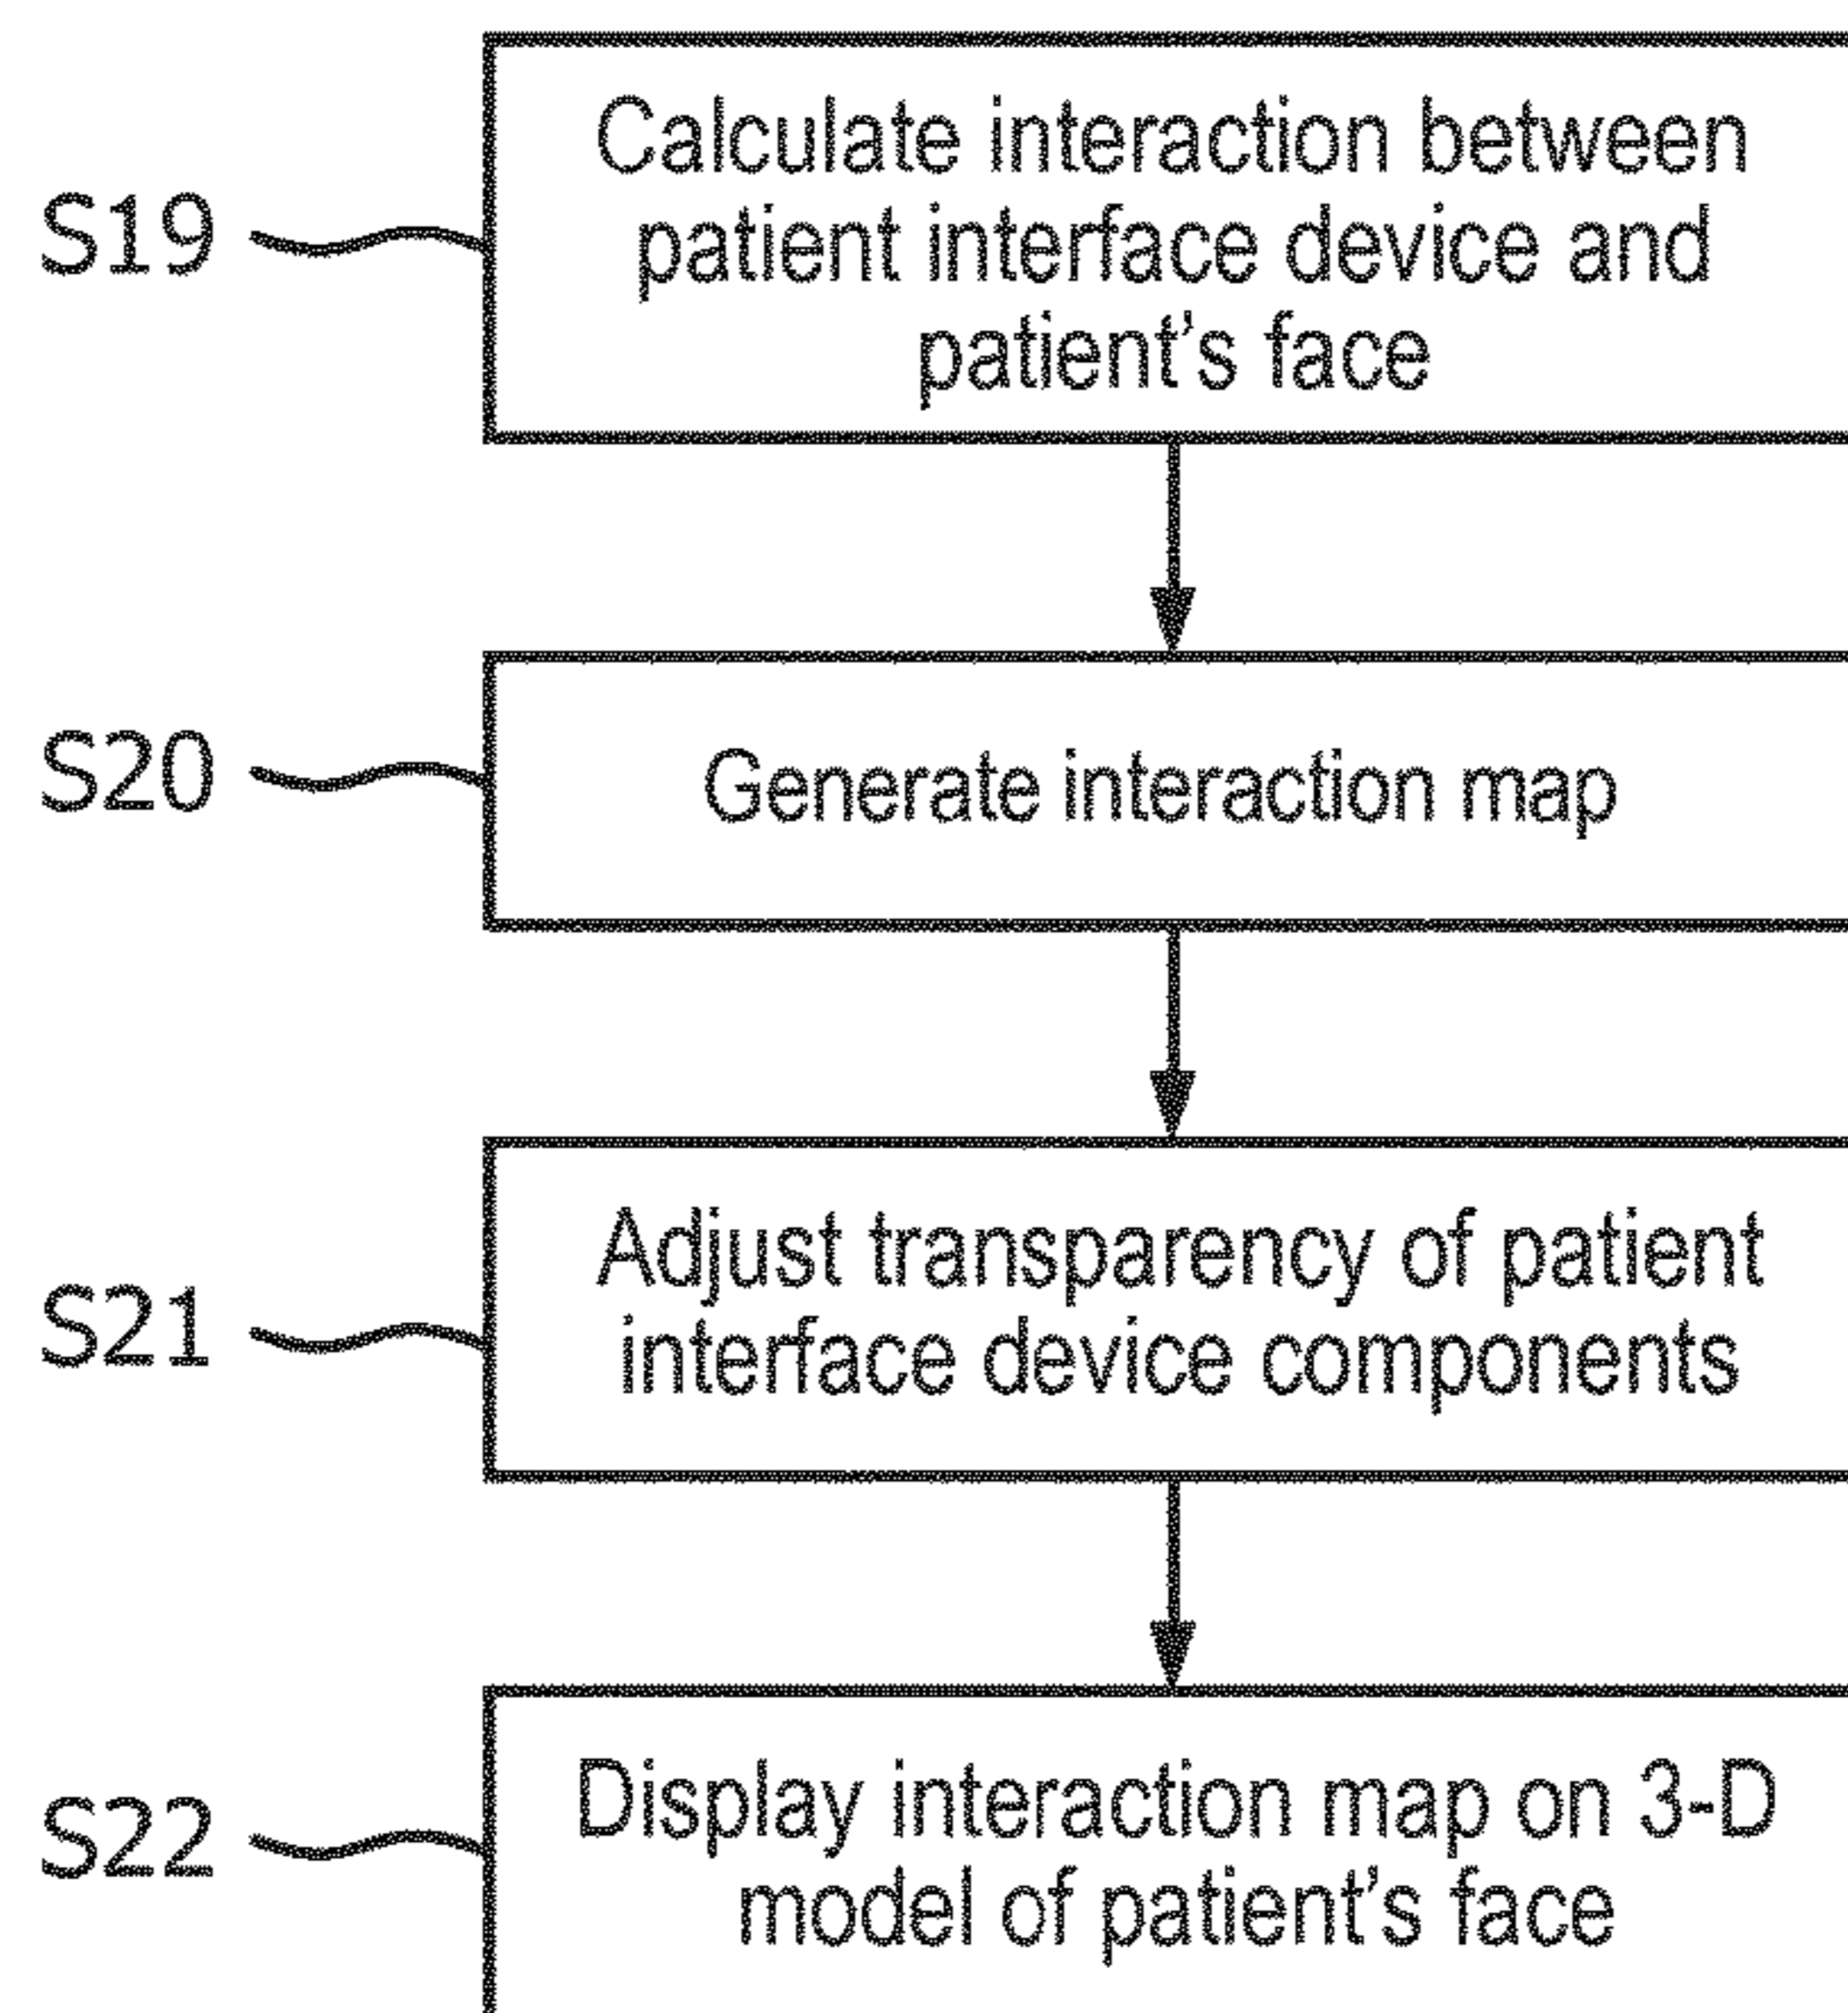 S19
Calculate interaction between
patient interface device and
patient's face
S20
Generate interaction map
S21
Adjust transparency of patient
interface device components
S22
Display interaction map on 3-D
model of patient's face